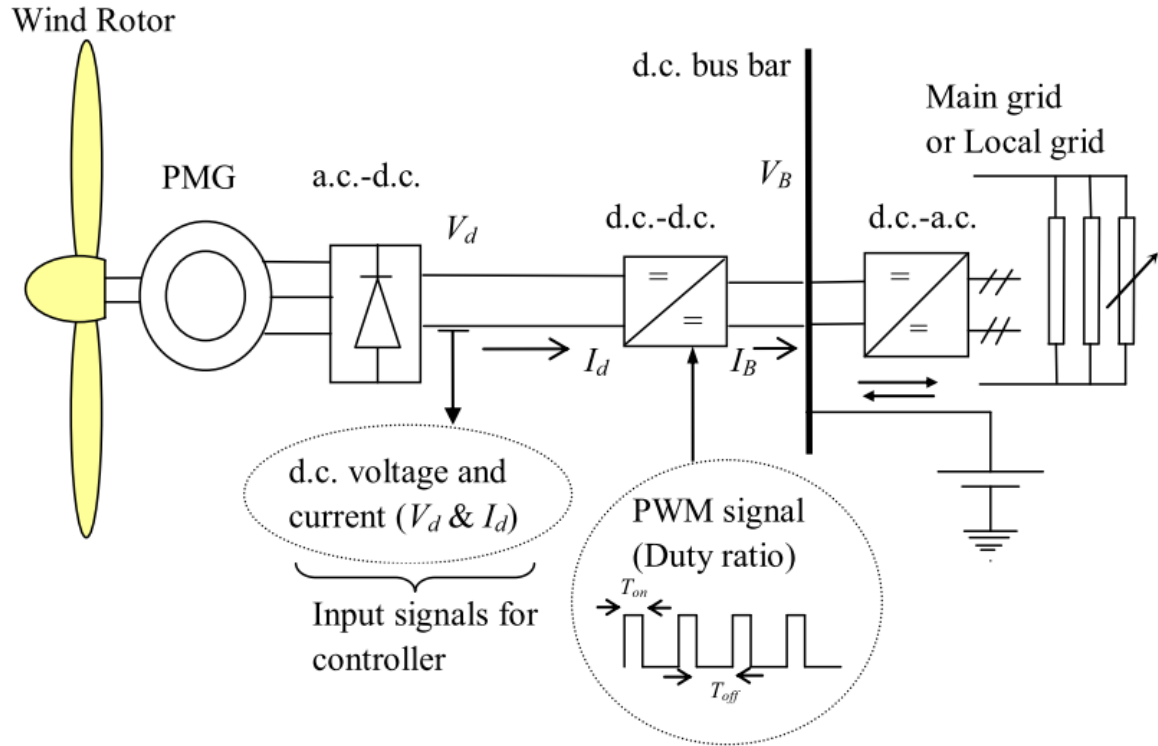 Wind Rotor
d.c. bus bar
Main grid
or Local grid
PMG
a.c.-d.c.
V_B
V_d
d.c.-d.c.
d.c.-a.c.
=
=
=
=
I_d
I_B
d.c. voltage and
current (V_d & I_d)
PWM signal
(Duty ratio)
T_on
Input signals for
controller
T_off